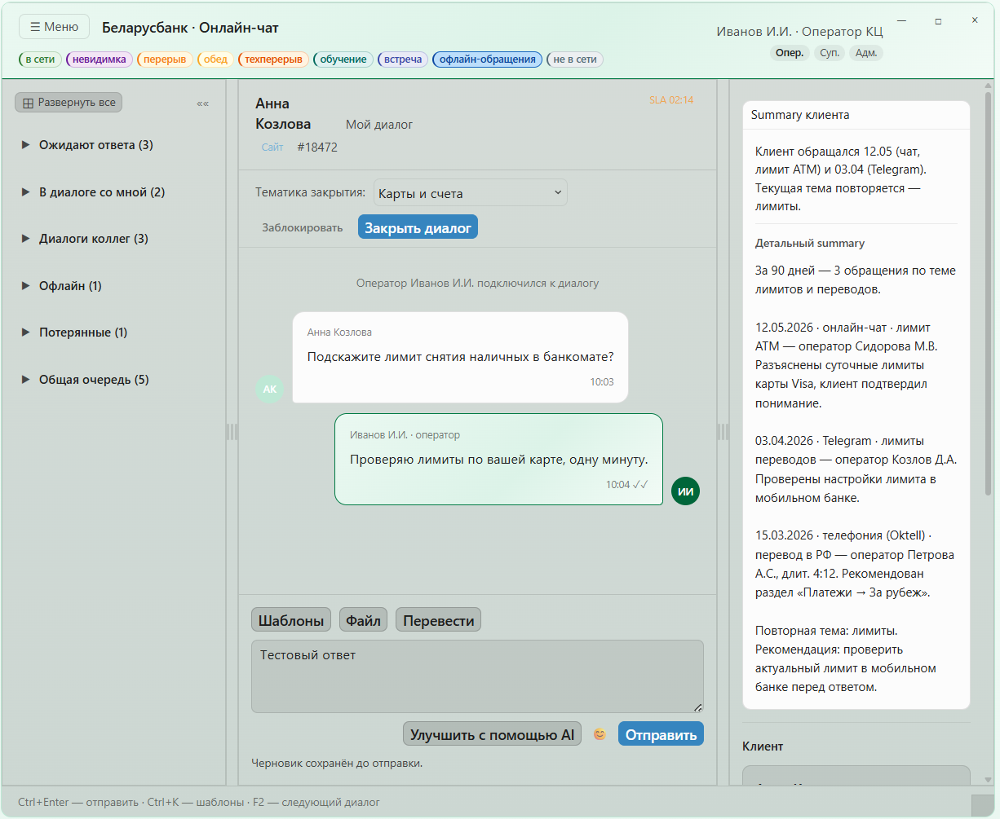 ☰ Меню
Беларусбанк · Онлайн-чат
Иванов И.И. · Оператор КЦ
в сети
невидимка
перерыв
обед
техперерыв
обучение
встреча
офлайн-обращения
не в сети
Опер.
Суп.
Адм.
Развернуть все
««
Ожидают ответа (3)
В диалоге со мной (2)
Диалоги коллег (3)
Офлайн (1)
Потерянные (1)
Общая очередь (5)
Анна
Козлова
Мой диалог
SLA 02:14
Сайт
#18472
Тематика закрытия:
Карты и счета
Заблокировать
Закрыть диалог
Оператор Иванов И.И. подключился к диалогу
Анна Козлова
Подскажите лимит снятия наличных в банкомате?
10:03
АК
Иванов И.И. · оператор
Проверяю лимиты по вашей карте, одну минуту.
10:04 ✓✓
ИИ
Шаблоны
Файл
Перевести
Тестовый ответ
Улучшить с помощью AI
Отправить
Черновик сохранён до отправки.
Summary клиента
Клиент обращался 12.05 (чат,
лимит ATM) и 03.04 (Telegram).
Текущая тема повторяется —
лимиты.
Детальный summary
За 90 дней — 3 обращения по теме
лимитов и переводов.
12.05.2026 · онлайн-чат · лимит
ATM — оператор Сидорова М.В.
Разъяснены суточные лимиты
карты Visa, клиент подтвердил
понимание.
03.04.2026 · Telegram · лимиты
переводов — оператор Козлов Д.А.
Проверены настройки лимита в
мобильном банке.
15.03.2026 · телефония (Oktell) ·
перевод в РФ — оператор Петрова
А.С., длит. 4:12. Рекомендован
раздел «Платежи → За рубеж».
Повторная тема: лимиты.
Рекомендация: проверить
актуальный лимит в мобильном
банке перед ответом.
Клиент
Ctrl+Enter — отправить · Ctrl+K — шаблоны · F2 — следующий диалог